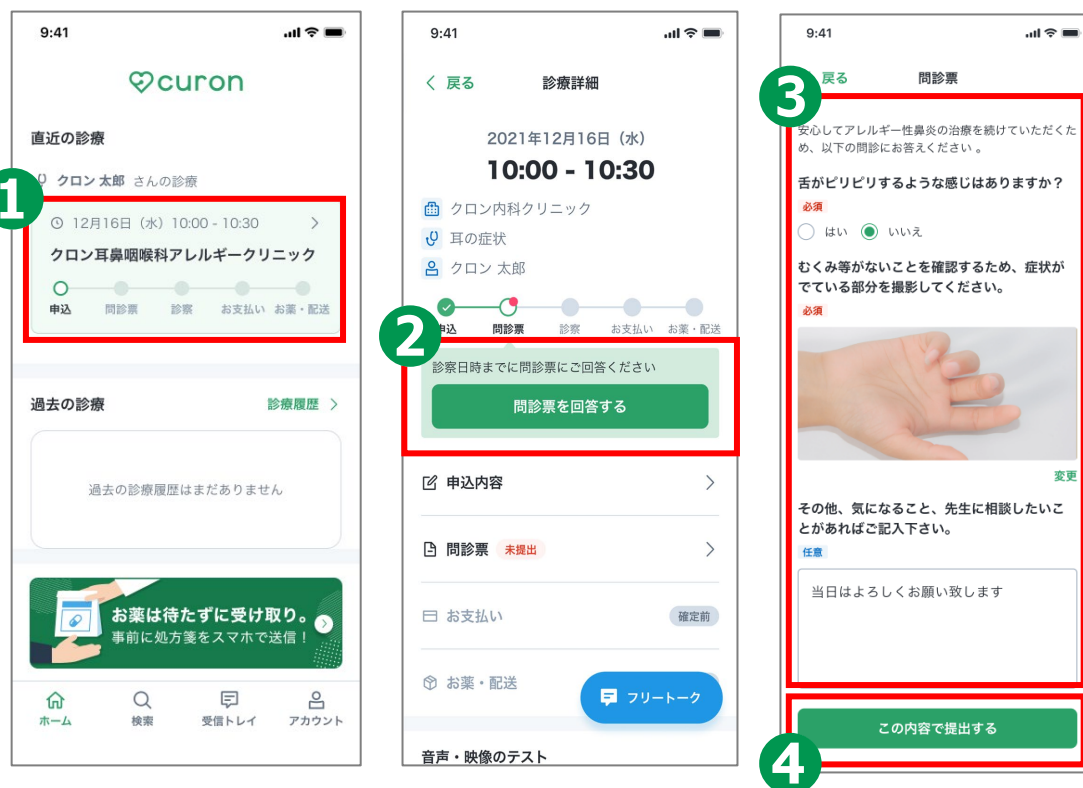 9:41
curon
直近の診療
クロン 太郎 さんの診療
1
12月16日（水）10:00 - 10:30
クロン耳鼻咽喉科アレルギークリニック
申込 問診票 診察 お支払い お薬・配送
過去の診療 診療履歴
過去の診療履歴はまだありません
お薬は待たずに受け取り。
事前に処方箋をスマホで送信！
ホーム 検索 受信トレイ アカウント
9:41
戻る 診療詳細
2021年12月16日（水）
10:00 - 10:30
クロン内科クリニック
耳の症状
クロン 太郎
申込 問診票 診察 お支払い お薬・配送
2
診察日時までに問診票にご回答ください
問診票を回答する
申込内容
問診票 未提出
お支払い 確定前
お薬・配送
フリートーク
音声・映像のテスト
9:41
3
戻る 問診票
安心してアレルギー性鼻炎の治療を続けていただくた
め、以下の問診にお答えください 。
舌がピリピリするような感じはありますか？
必須
はい いいえ
むくみ等がないことを確認するため、症状が
でている部分を撮影してください。
必須
変更
その他、気になること、先生に相談したいこ
とがあればご記入下さい。
任意
当日はよろしくお願い致します
この内容で提出する
4